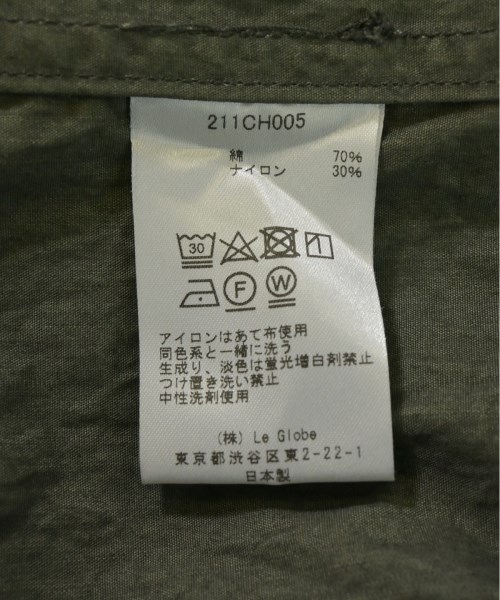 211CH005
綿 70%
ナイロン 30%
30
F W
アイロンはあて布使用
同色系と一緒に洗う
生成り、淡色は蛍光増白剤禁止
つけ置き洗い禁止
中性洗剤使用
(株) Le Globe
東京都渋谷区東2-22-1
日本製